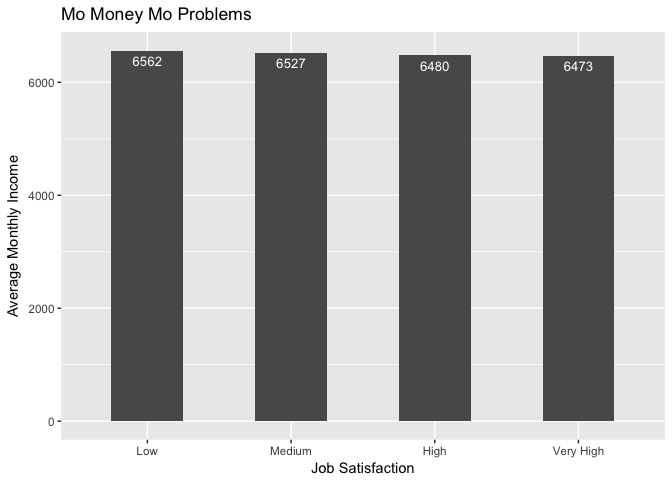 Mo Money Mo Problems
Average Monthly Income
6000
4000
2000
0
6562
6527
6480
6473
Low
Medium
High
Very High
Job Satisfaction